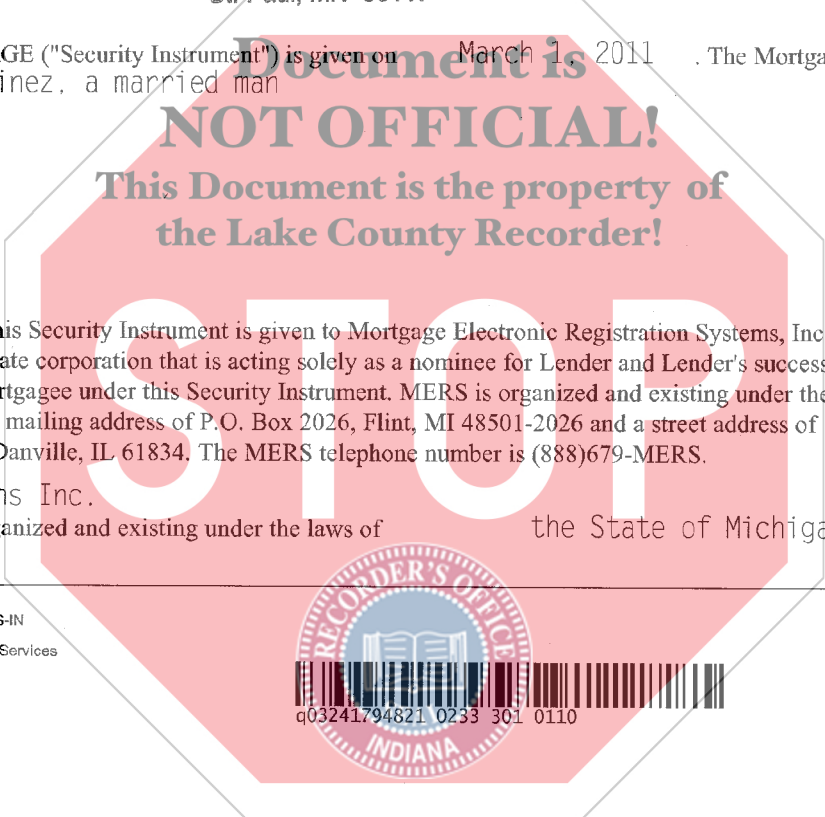 GE ("Security Instrument") is given on March 1, 2011 . The Mortga
inez, a married man
Document is
NOT OFFICIAL!
This Document is the property of
the Lake County Recorder!
STOP
is Security Instrument is given to Mortgage Electronic Registration Systems, Inc
ate corporation that is acting solely as a nominee for Lender and Lender's success
rtgagee under this Security Instrument. MERS is organized and existing under the
mailing address of P.O. Box 2026, Flint, MI 48501-2026 and a street address of
Danville, IL 61834. The MERS telephone number is (888)679-MERS.
ns Inc.
anized and existing under the laws of the State of Michiga
S-IN
Services
RECORDER'S OFFICE
INDIANA
q03241794821 0233 301 0110